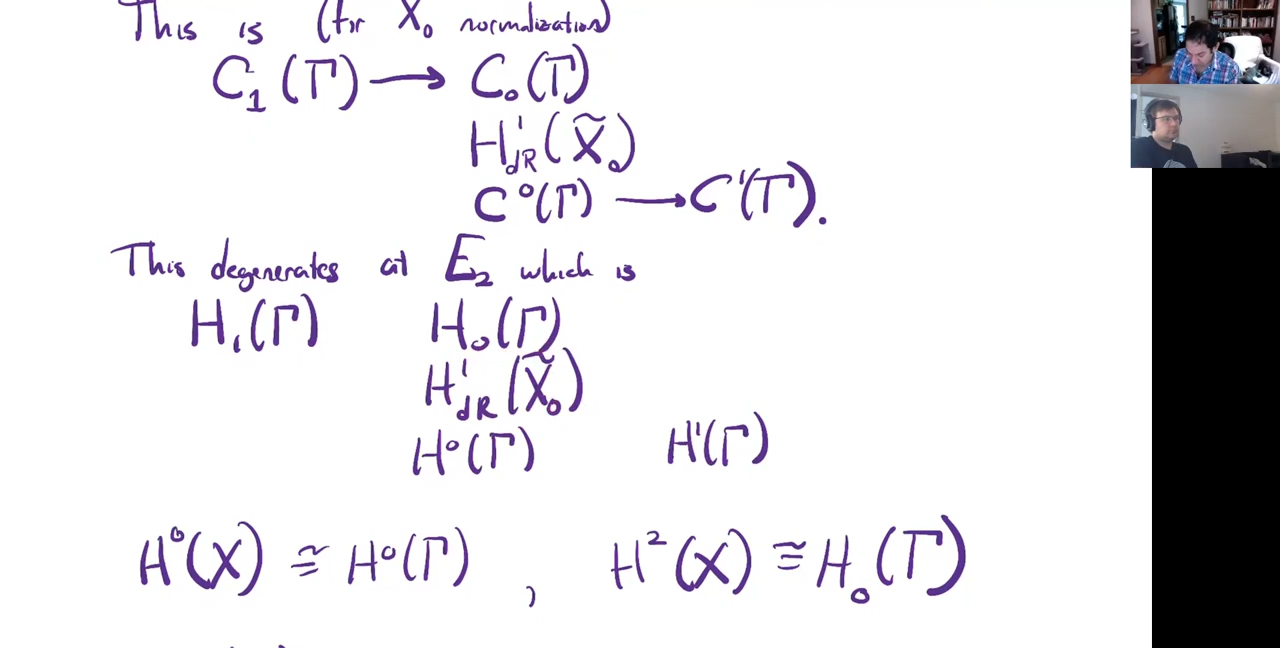 This is (for X₀ normalization)
C₁(Γ) → C₀(Γ)
H¹dR(X̃₀)
C⁰(Γ) → C¹(Γ).
This degenerates at E₂ which is
H₁(Γ) H₀(Γ)
H¹dR(X̃₀)
H⁰(Γ) H¹(Γ)
H⁰(X) ≅ H⁰(Γ) , H²(X) ≅ H₀(Γ)